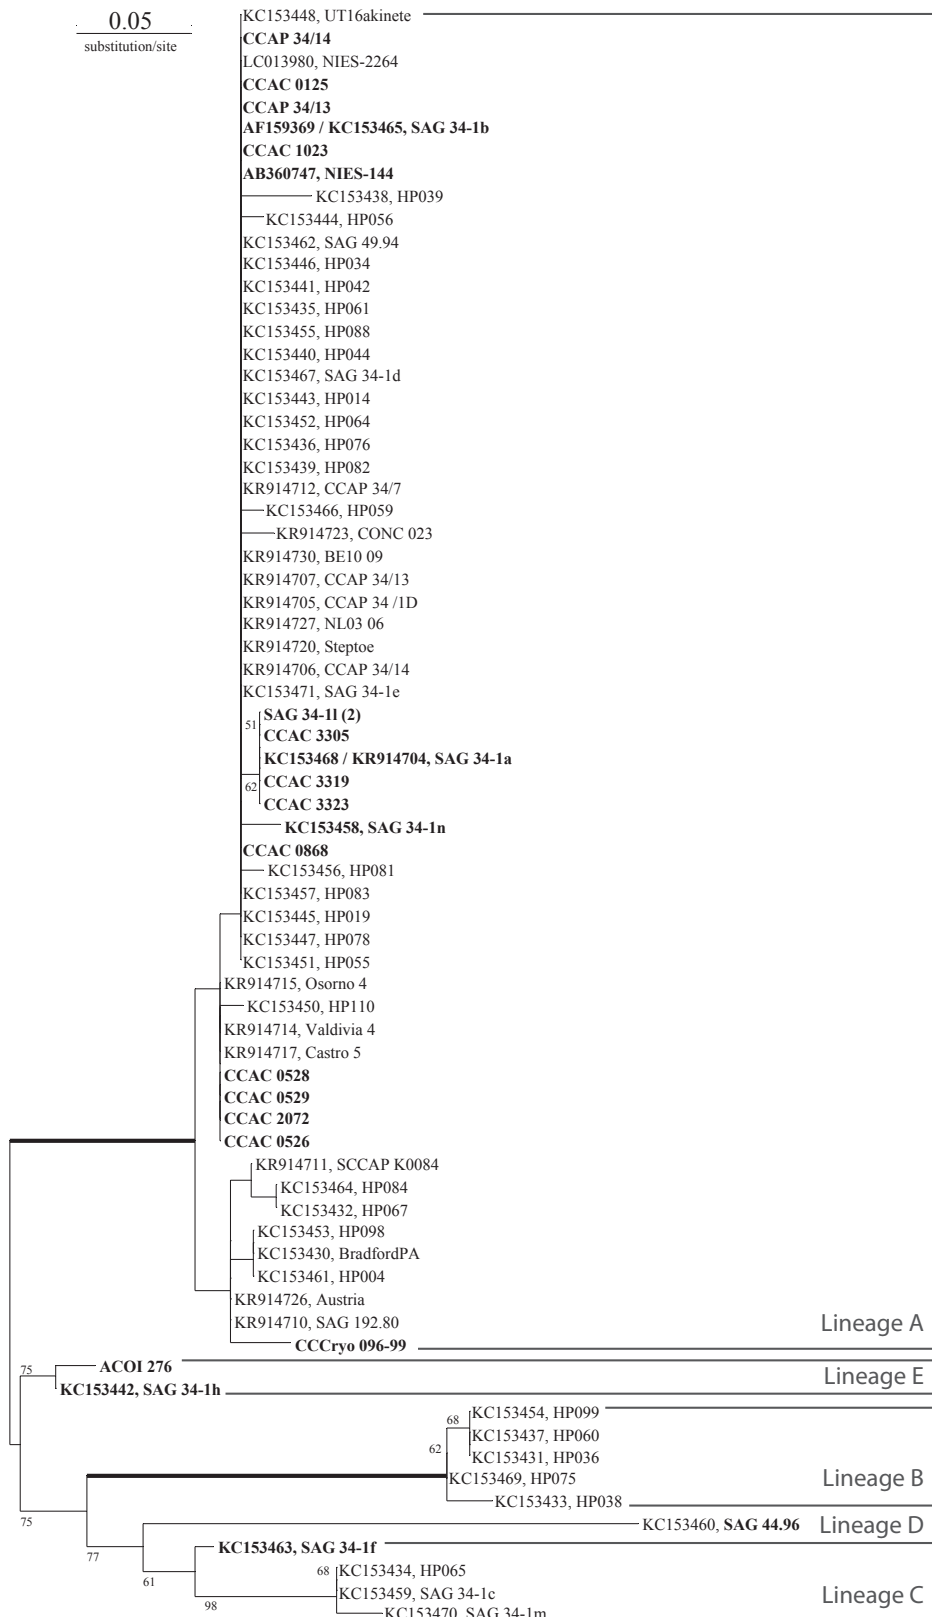 0.05
substitution/site
KC153448, UT16akinete
CCAP 34/14
LC013980, NIES-2264
CCAC 0125
CCAP 34/13
AF159369 / KC153465, SAG 34-1b
CCAC 1023
AB360747, NIES-144
KC153438, HP039
KC153444, HP056
KC153462, SAG 49.94
KC153446, HP034
KC153441, HP042
KC153435, HP061
KC153455, HP088
KC153440, HP044
KC153467, SAG 34-1d
KC153443, HP014
KC153452, HP064
KC153436, HP076
KC153439, HP082
KR914712, CCAP 34/7
KC153466, HP059
KR914723, CONC 023
KR914730, BE10 09
KR914707, CCAP 34/13
KR914705, CCAP 34 /1D
KR914727, NL03 06
KR914720, Steptoe
KR914706, CCAP 34/14
KC153471, SAG 34-1e
SAG 34-1l (2)
51
CCAC 3305
KC153468 / KR914704, SAG 34-1a
CCAC 3319
62
CCAC 3323
KC153458, SAG 34-1n
CCAC 0868
KC153456, HP081
KC153457, HP083
KC153445, HP019
KC153447, HP078
KC153451, HP055
KR914715, Osorno 4
KC153450, HP110
KR914714, Valdivia 4
KR914717, Castro 5
CCAC 0528
CCAC 0529
CCAC 2072
CCAC 0526
KR914711, SCCAP K0084
KC153464, HP084
KC153432, HP067
KC153453, HP098
KC153430, BradfordPA
KC153461, HP004
KR914726, Austria
KR914710, SAG 192.80
Lineage A
CCCryo 096-99
75
ACOI 276
Lineage E
KC153442, SAG 34-1h
KC153454, HP099
68
KC153437, HP060
62
KC153431, HP036
KC153469, HP075
Lineage B
KC153433, HP038
75
KC153460, SAG 44.96
Lineage D
77
KC153463, SAG 34-1f
68
KC153434, HP065
61
KC153459, SAG 34-1c
Lineage C
98
KC153470, SAG 34-1m